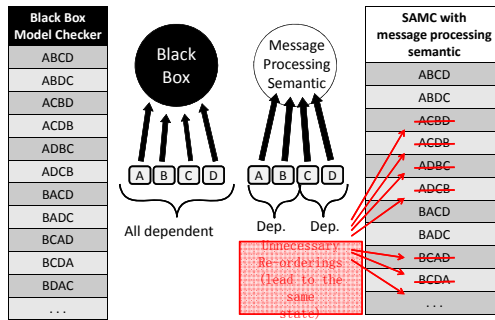 Black Box
Model Checker
ABCD
ABDC
ACBD
ACDB
ADBC
ADCB
BACD
BADC
BCAD
BCDA
BDAC
. . .
Black
Box
A B C D
All dependent
Message
Processing
Semantic
A B C D
Dep. Dep.
Unnecessary
Re-orderings
(lead to the
same
state)
SAMC with
message processing
semantic
ABCD
ABDC
ACBD
ACDB
ADBC
ADCB
BACD
BADC
BCAD
BCDA
. . .